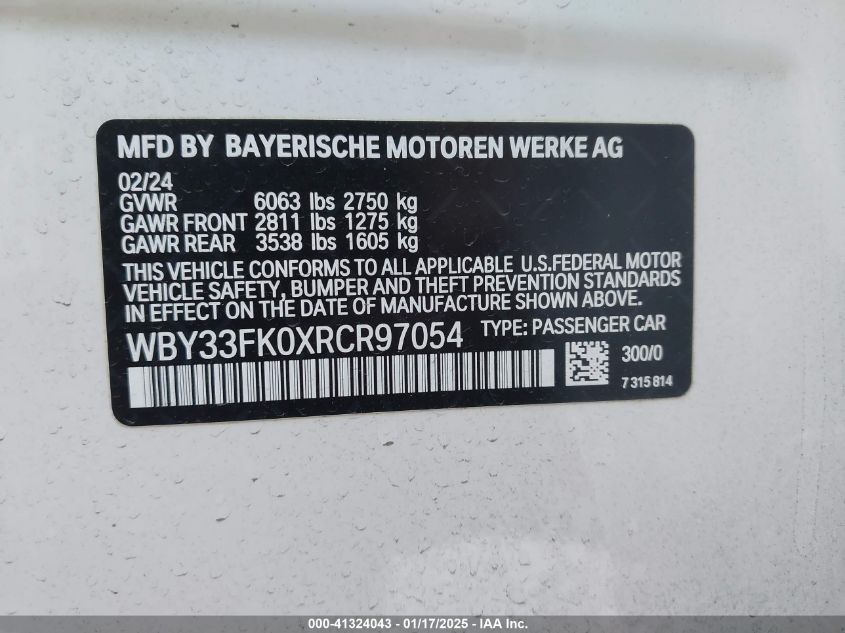 MFD BY BAYERISCHE MOTOREN WERKE AG
02/24
GVWR 6063 lbs 2750 kg
GAWR FRONT 2811 lbs 1275 kg
GAWR REAR 3538 lbs 1605 kg
THIS VEHICLE CONFORMS TO ALL APPLICABLE U.S.FEDERAL MOTOR
VEHICLE SAFETY, BUMPER AND THEFT PREVENTION STANDARDS
IN EFFECT ON THE DATE OF MANUFACTURE SHOWN ABOVE.
WBY33FK0XRCR97054 TYPE: PASSENGER CAR
300/0
7 315 814
000-41324043 - 01/17/2025 - IAA Inc.